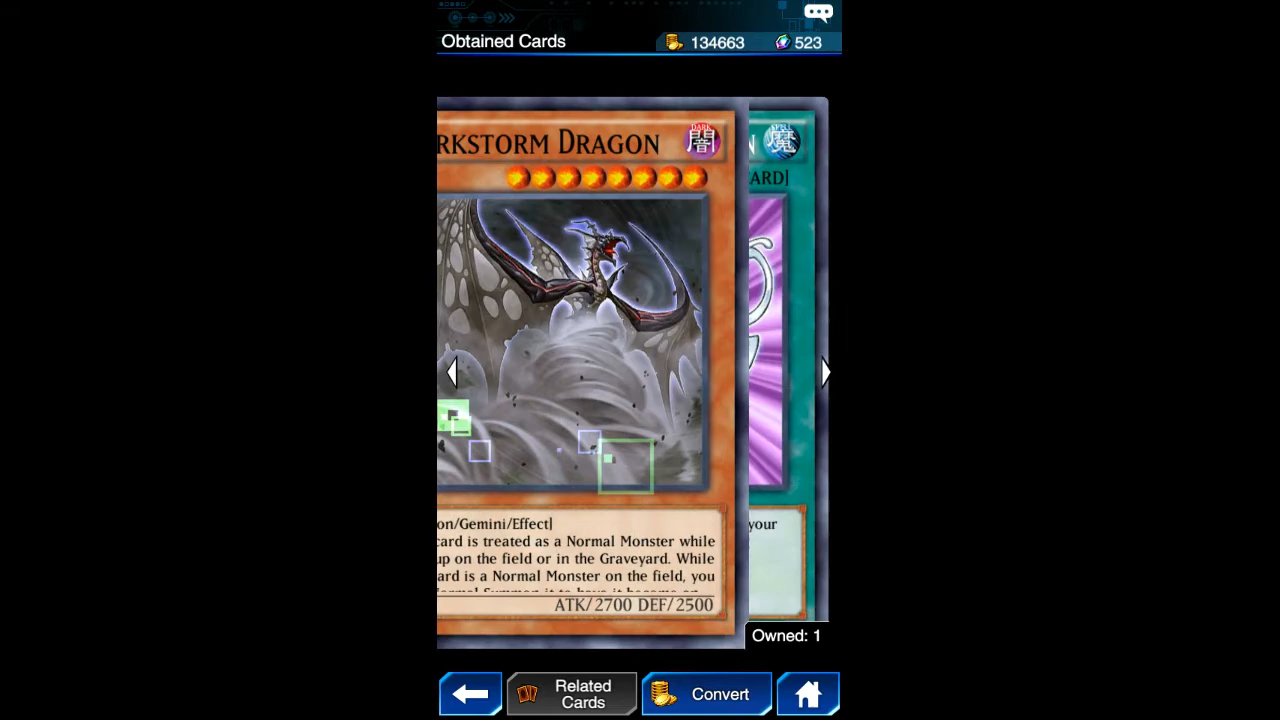 Obtained Cards
134663
523
RKSTORM DRAGON
DARK
闇
N
SPELL
魔
ARD]
on/Gemini/Effect]
card is treated as a Normal Monster while
up on the field or in the Graveyard. While
ard is a Normal Monster on the field, you
ATK/2700 DEF/2500
your
Owned: 1
Related
Cards
Convert